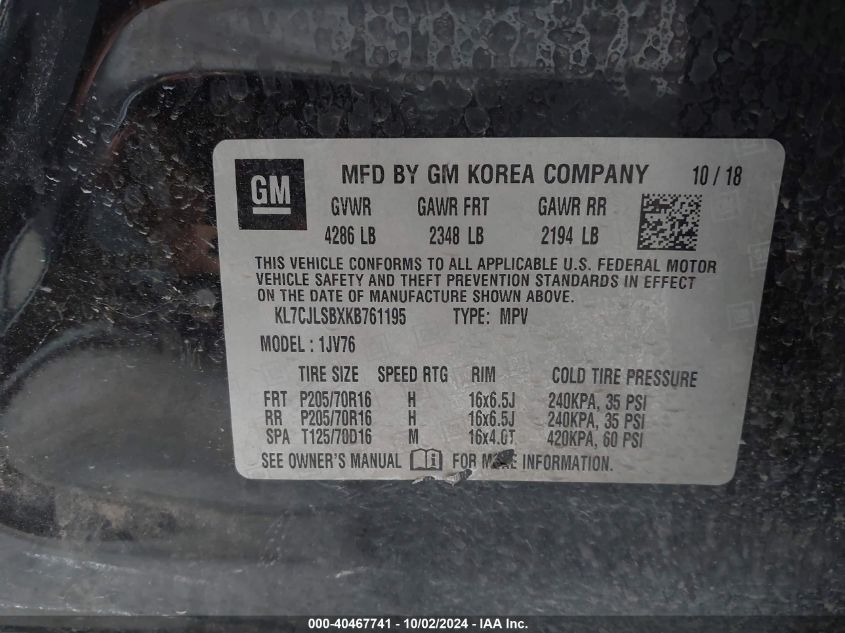 GM
MFD BY GM KOREA COMPANY 10 / 18
GVWR GAWR FRT GAWR RR
4286 LB 2348 LB 2194 LB
THIS VEHICLE CONFORMS TO ALL APPLICABLE U.S. FEDERAL MOTOR
VEHICLE SAFETY AND THEFT PREVENTION STANDARDS IN EFFECT
ON THE DATE OF MANUFACTURE SHOWN ABOVE.
KL7CJLSBXKB761195 TYPE: MPV
MODEL : 1JV76
TIRE SIZE SPEED RTG RIM COLD TIRE PRESSURE
FRT P205/70R16 H 16x6.5J 240KPA, 35 PSI
RR P205/70R16 H 16x6.5J 240KPA, 35 PSI
SPA T125/70D16 M 16x4.0T 420KPA, 60 PSI
SEE OWNER'S MANUAL FOR MORE INFORMATION.
000-40467741 - 10/02/2024 - IAA Inc.